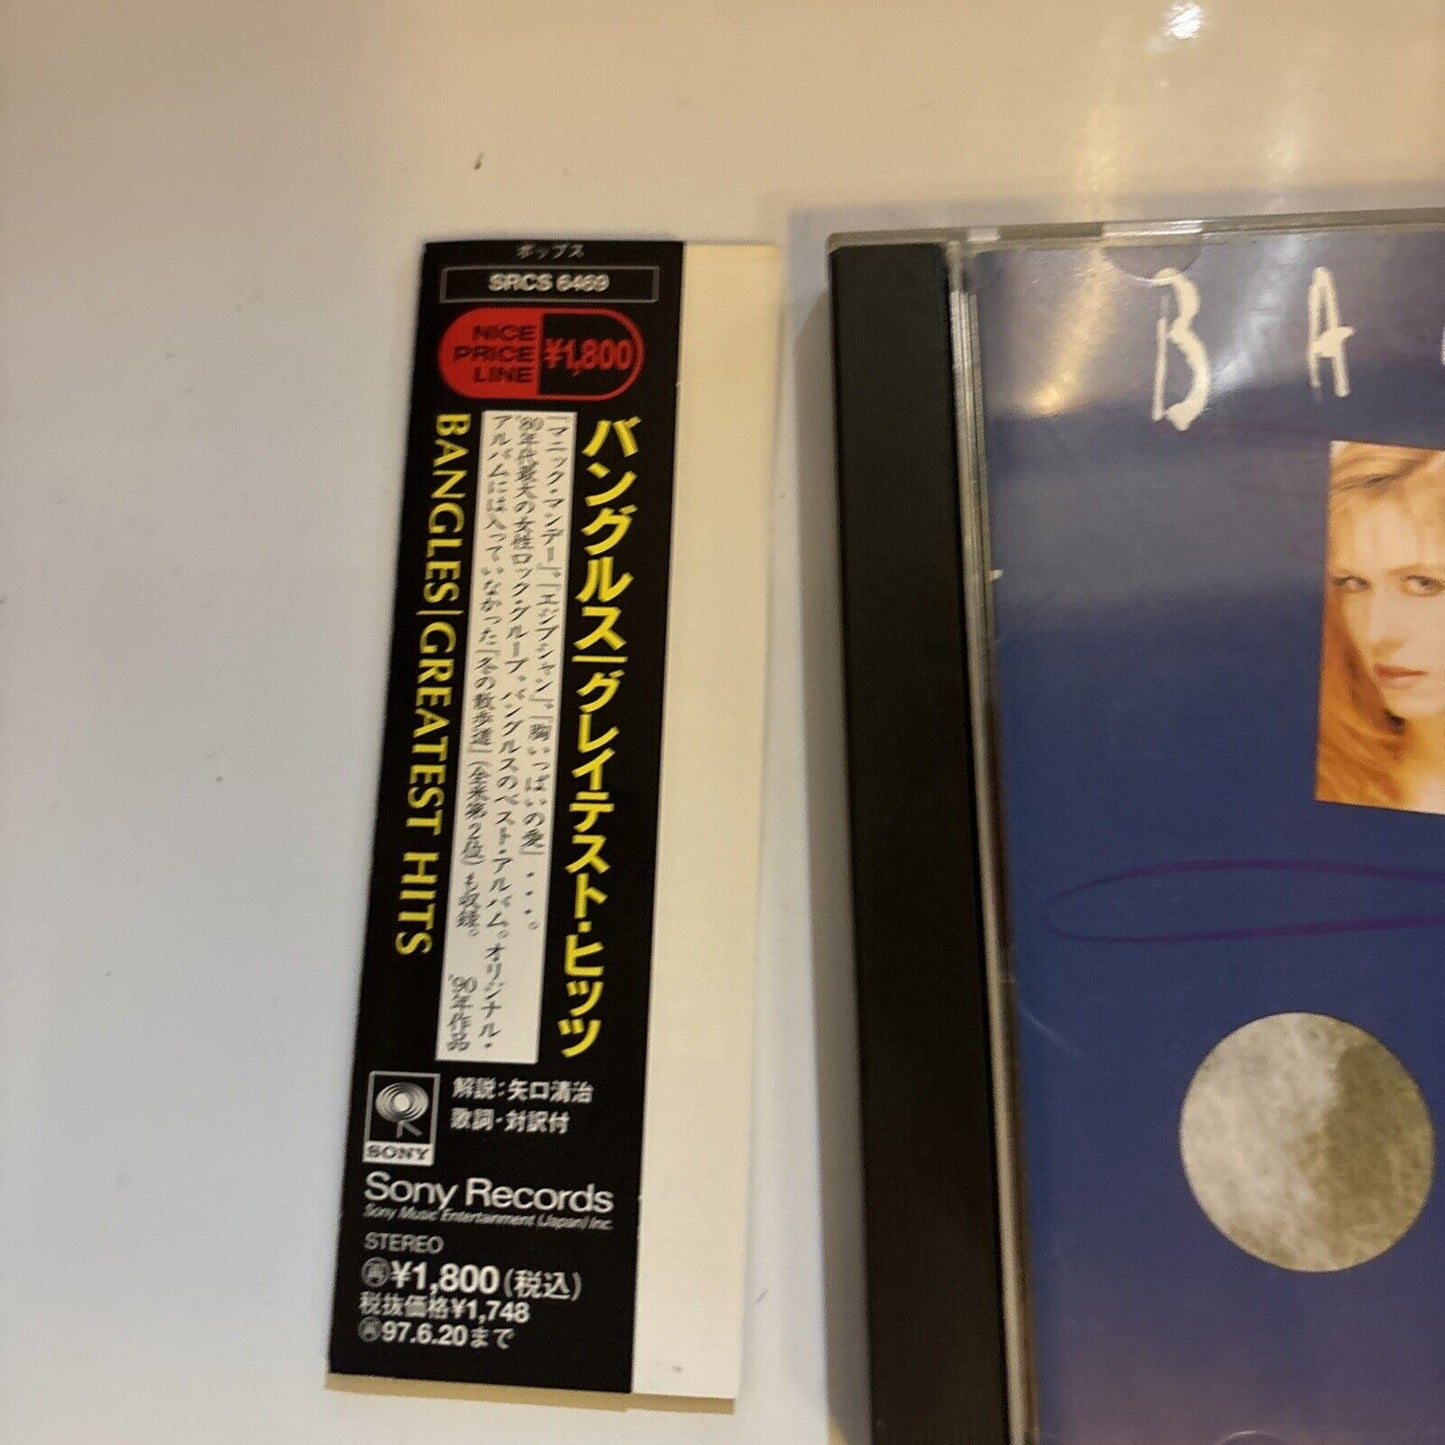 ポップス
SRCS 6469
NICE
PRICE
LINE
¥1,800
バングルス/グレイテスト・ヒッツ
「マニック・マンデー」、「エジプシャン」、「胸いっぱいの愛」・・・。
'80年代最大の女性ロック・グループ、バングルスのベスト・アルバム。オリジナル・
アルバムには入っていなかった「冬の散歩道」(全米第2位)も収録。
'90年作品
BANGLES/GREATEST HITS
解説:矢口清治
歌詞・対訳付
SONY
Sony Records
Sony Music Entertainment (Japan) Inc.
STEREO
再¥1,800(税込)
税抜価格¥1,748
再97.6.20まで
BA